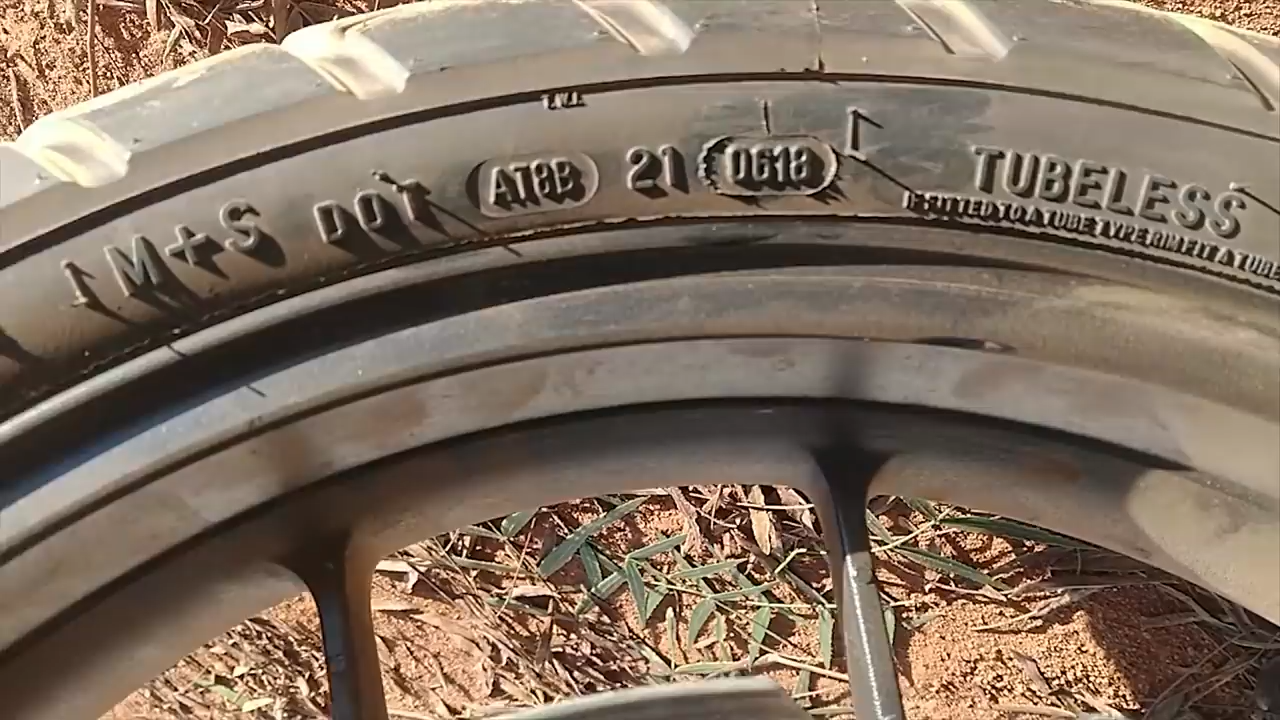 T.W.I.
M+S DOT AT8B 21 0618
TUBELESS
IF FITTED TO A TUBE TYPE RIM FIT A TUBE